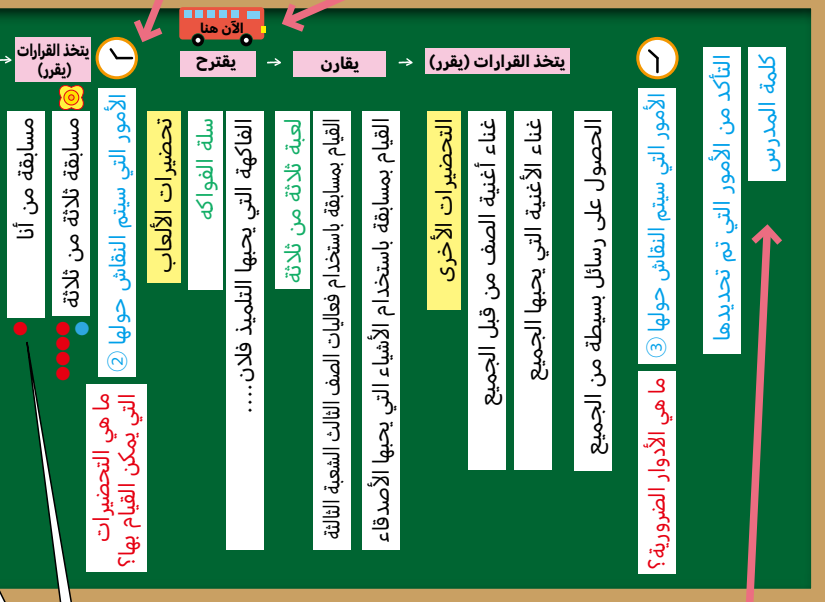 الآن هنا
يتخذ القرارات
(يقرر)
يقترح
يقارن
يتخذ القرارات (يقرر)
كلمة المدرس
التأكد من الأمور التي تم تحديدها
الأمور التي سيتم النقاش حولها ③
ما هي الأدوار الضرورية؟
الحصول على رسائل بسيطة من الجميع
غناء الأغنية التي يحبها الجميع
غناء أغنية الصف من قبل الجميع
التحضيرات الأخرى
القيام بمسابقة باستخدام الأشياء التي يحبها الأصدقاء
القيام بمسابقة باستخدام فعاليات الصف الثالث الشعبة الثالثة
لعبة ثلاثة من ثلاثة
الفاكهة التي يحبها التلميذ فلان.....
سلة الفواكه
تحضيرات الألعاب
الأمور التي سيتم النقاش حولها ②
ما هي التحضيرات
التي يمكن القيام بها؟
مسابقة ثلاثة من ثلاثة
مسابقة من أنا